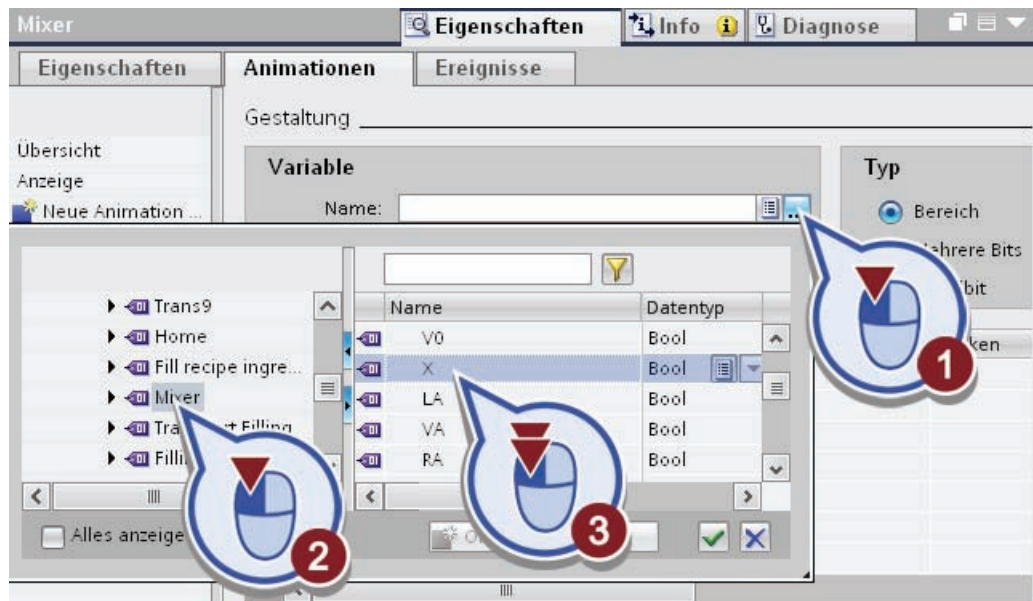 Mixer
Eigenschaften Info Diagnose
Eigenschaften Animationen Ereignisse
Gestaltung
Übersicht
Anzeige
Neue Animation ...
Variable
Name:
...
Typ
Bereich
Bits
1
Trans9
Home
Fill recipe ingre...
Mixer
Filling
2
Name Datentyp
V0 Bool
X Bool
LA Bool
VA Bool
RA Bool
3
Alles anzeige